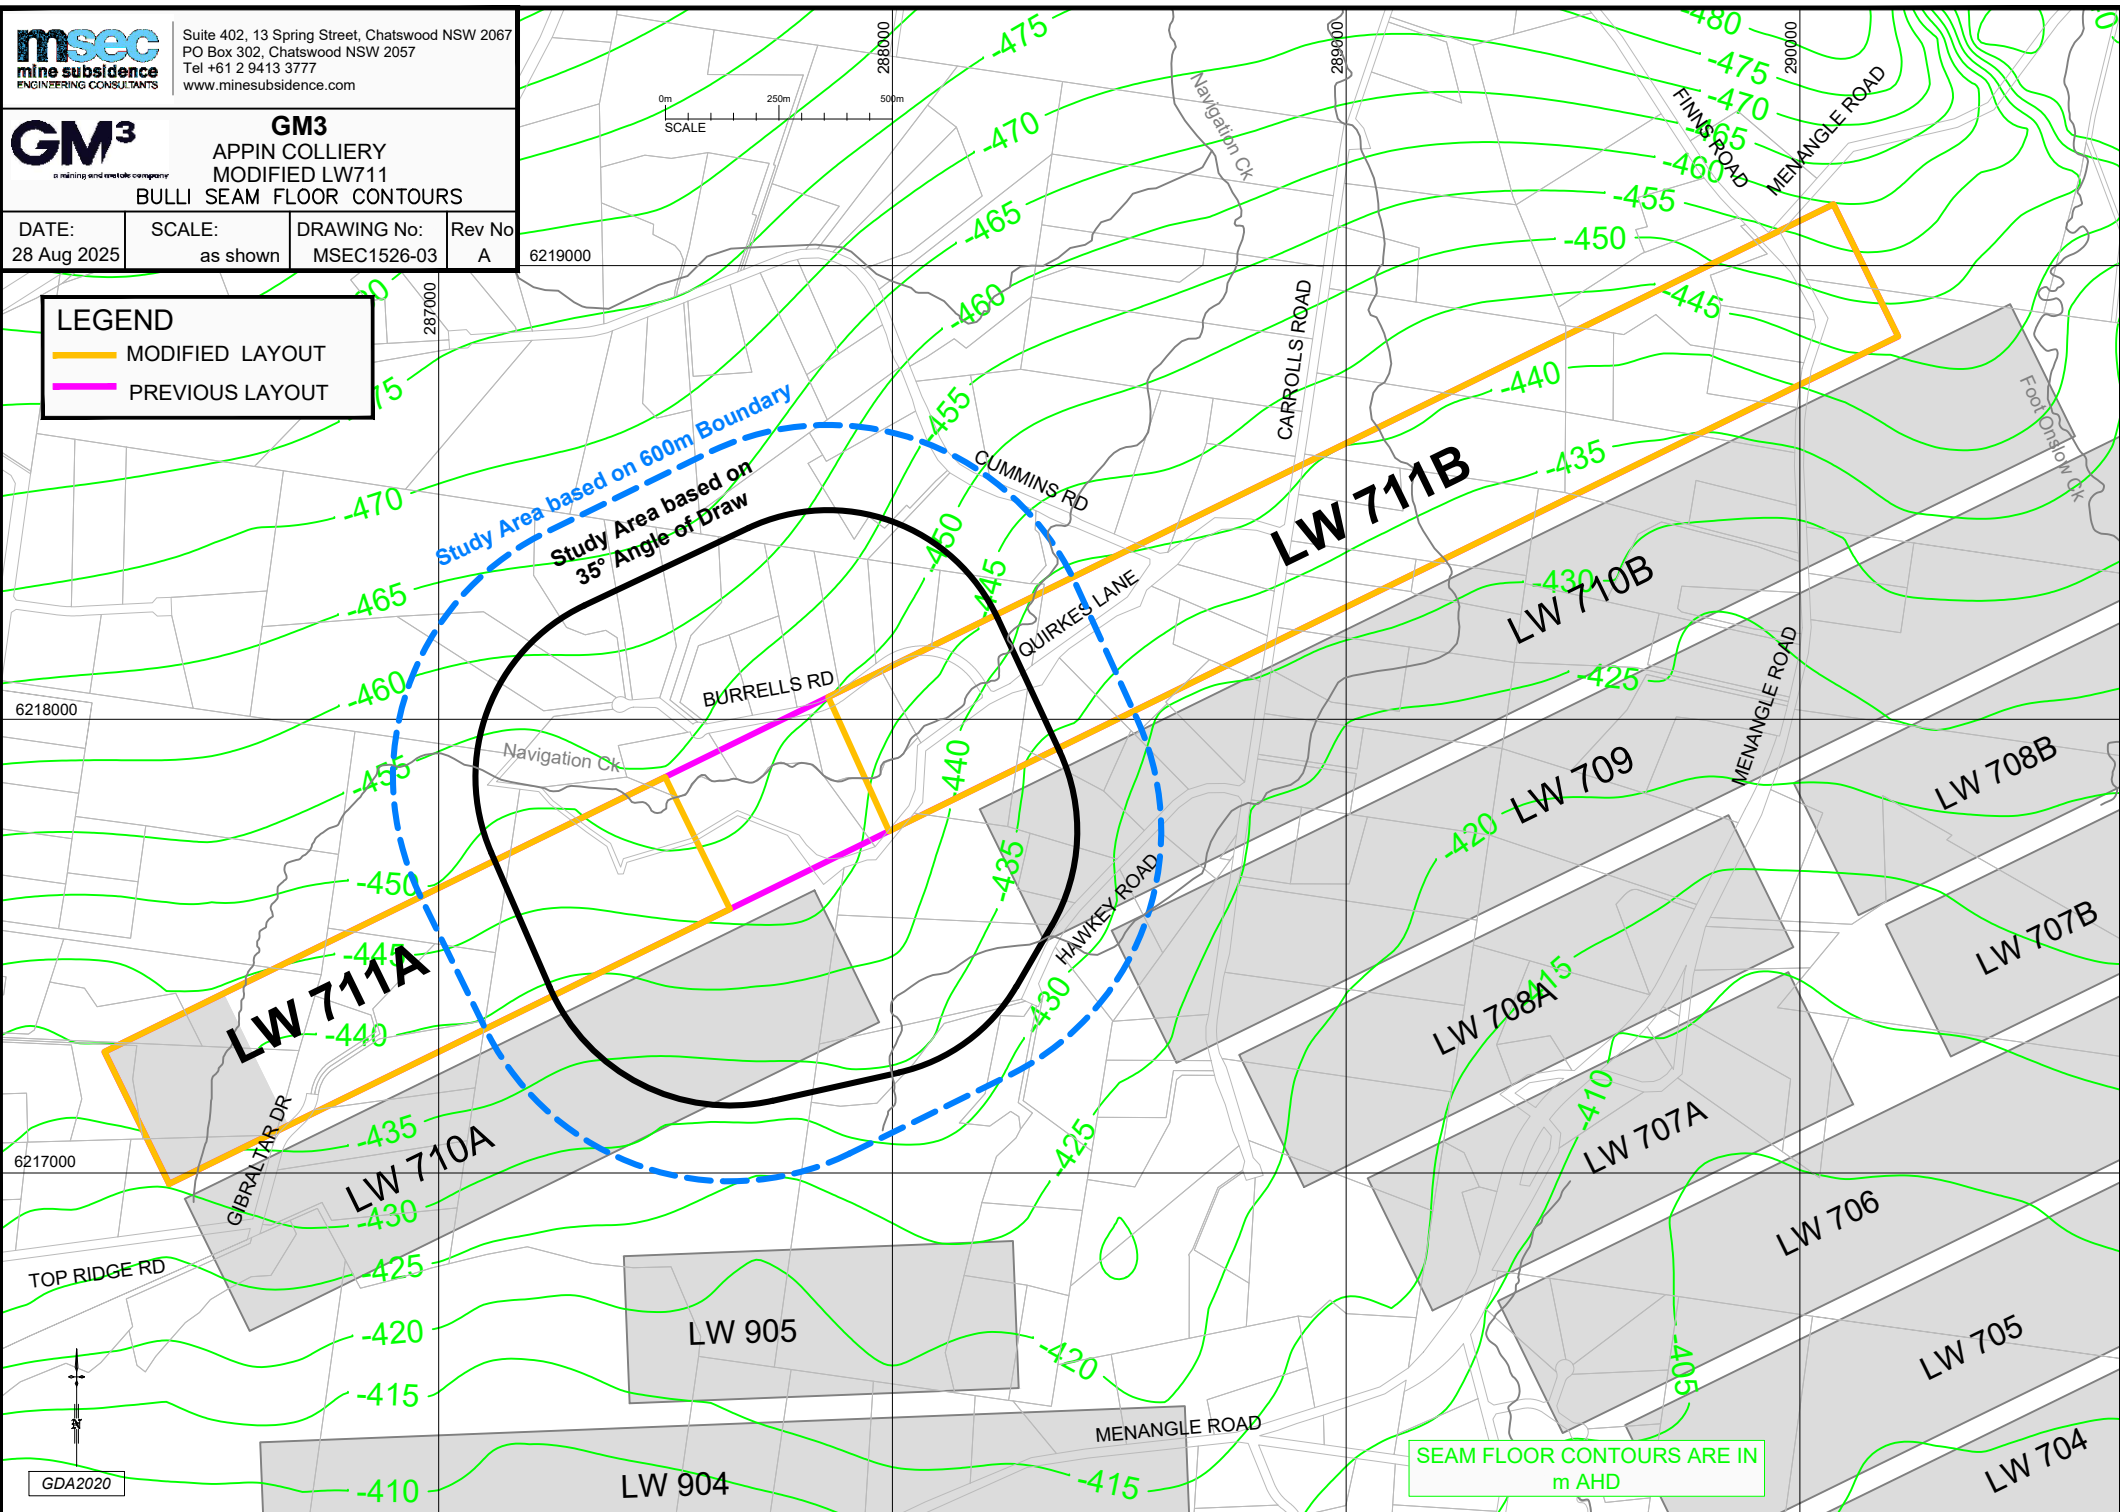 msec
mine subsidence
ENGINEERING CONSULTANTS
Suite 402, 13 Spring Street, Chatswood NSW 2067
PO Box 302, Chatswood NSW 2057
Tel +61 2 9413 3777
www.minesubsidence.com
GM3
a mining and metals company
GM3
APPIN COLLIERY
MODIFIED LW711
BULLI SEAM FLOOR CONTOURS
DATE:
28 Aug 2025
SCALE:
as shown
DRAWING No:
MSEC1526-03
Rev No
A
LEGEND
MODIFIED LAYOUT
PREVIOUS LAYOUT
0m 250m 500m
SCALE
287000
288000
289000
290000
6219000
6218000
6217000
-475
-470
-465
-460
-455
-450
-445
-440
-435
-430
-425
-420
-415
-480
-475
-470
-465
-460
-455
-450
-445
-440
-435
-430
-425
-420
-415
-410
-405
75
-470
-465
-460
-455
-450
-445
-440
-435
-430
-425
-420
-415
-410
Navigation Ck
FINNS ROAD
MENANGLE ROAD
CARROLLS ROAD
Foot Onslow Ck
Study Area based on 600m Boundary
Study Area based on
35° Angle of Draw
CUMMINS RD
QUIRKES LANE
BURRELLS RD
Navigation Ck
HAWKEY ROAD
MENANGLE ROAD
GIBRALTAR DR
TOP RIDGE RD
MENANGLE ROAD
LW 711B
LW 711A
LW 710B
LW 709
LW 708B
LW 707B
LW 708A
LW 707A
LW 706
LW 705
LW 704
LW 710A
LW 905
LW 904
N
GDA2020
SEAM FLOOR CONTOURS ARE IN
m AHD